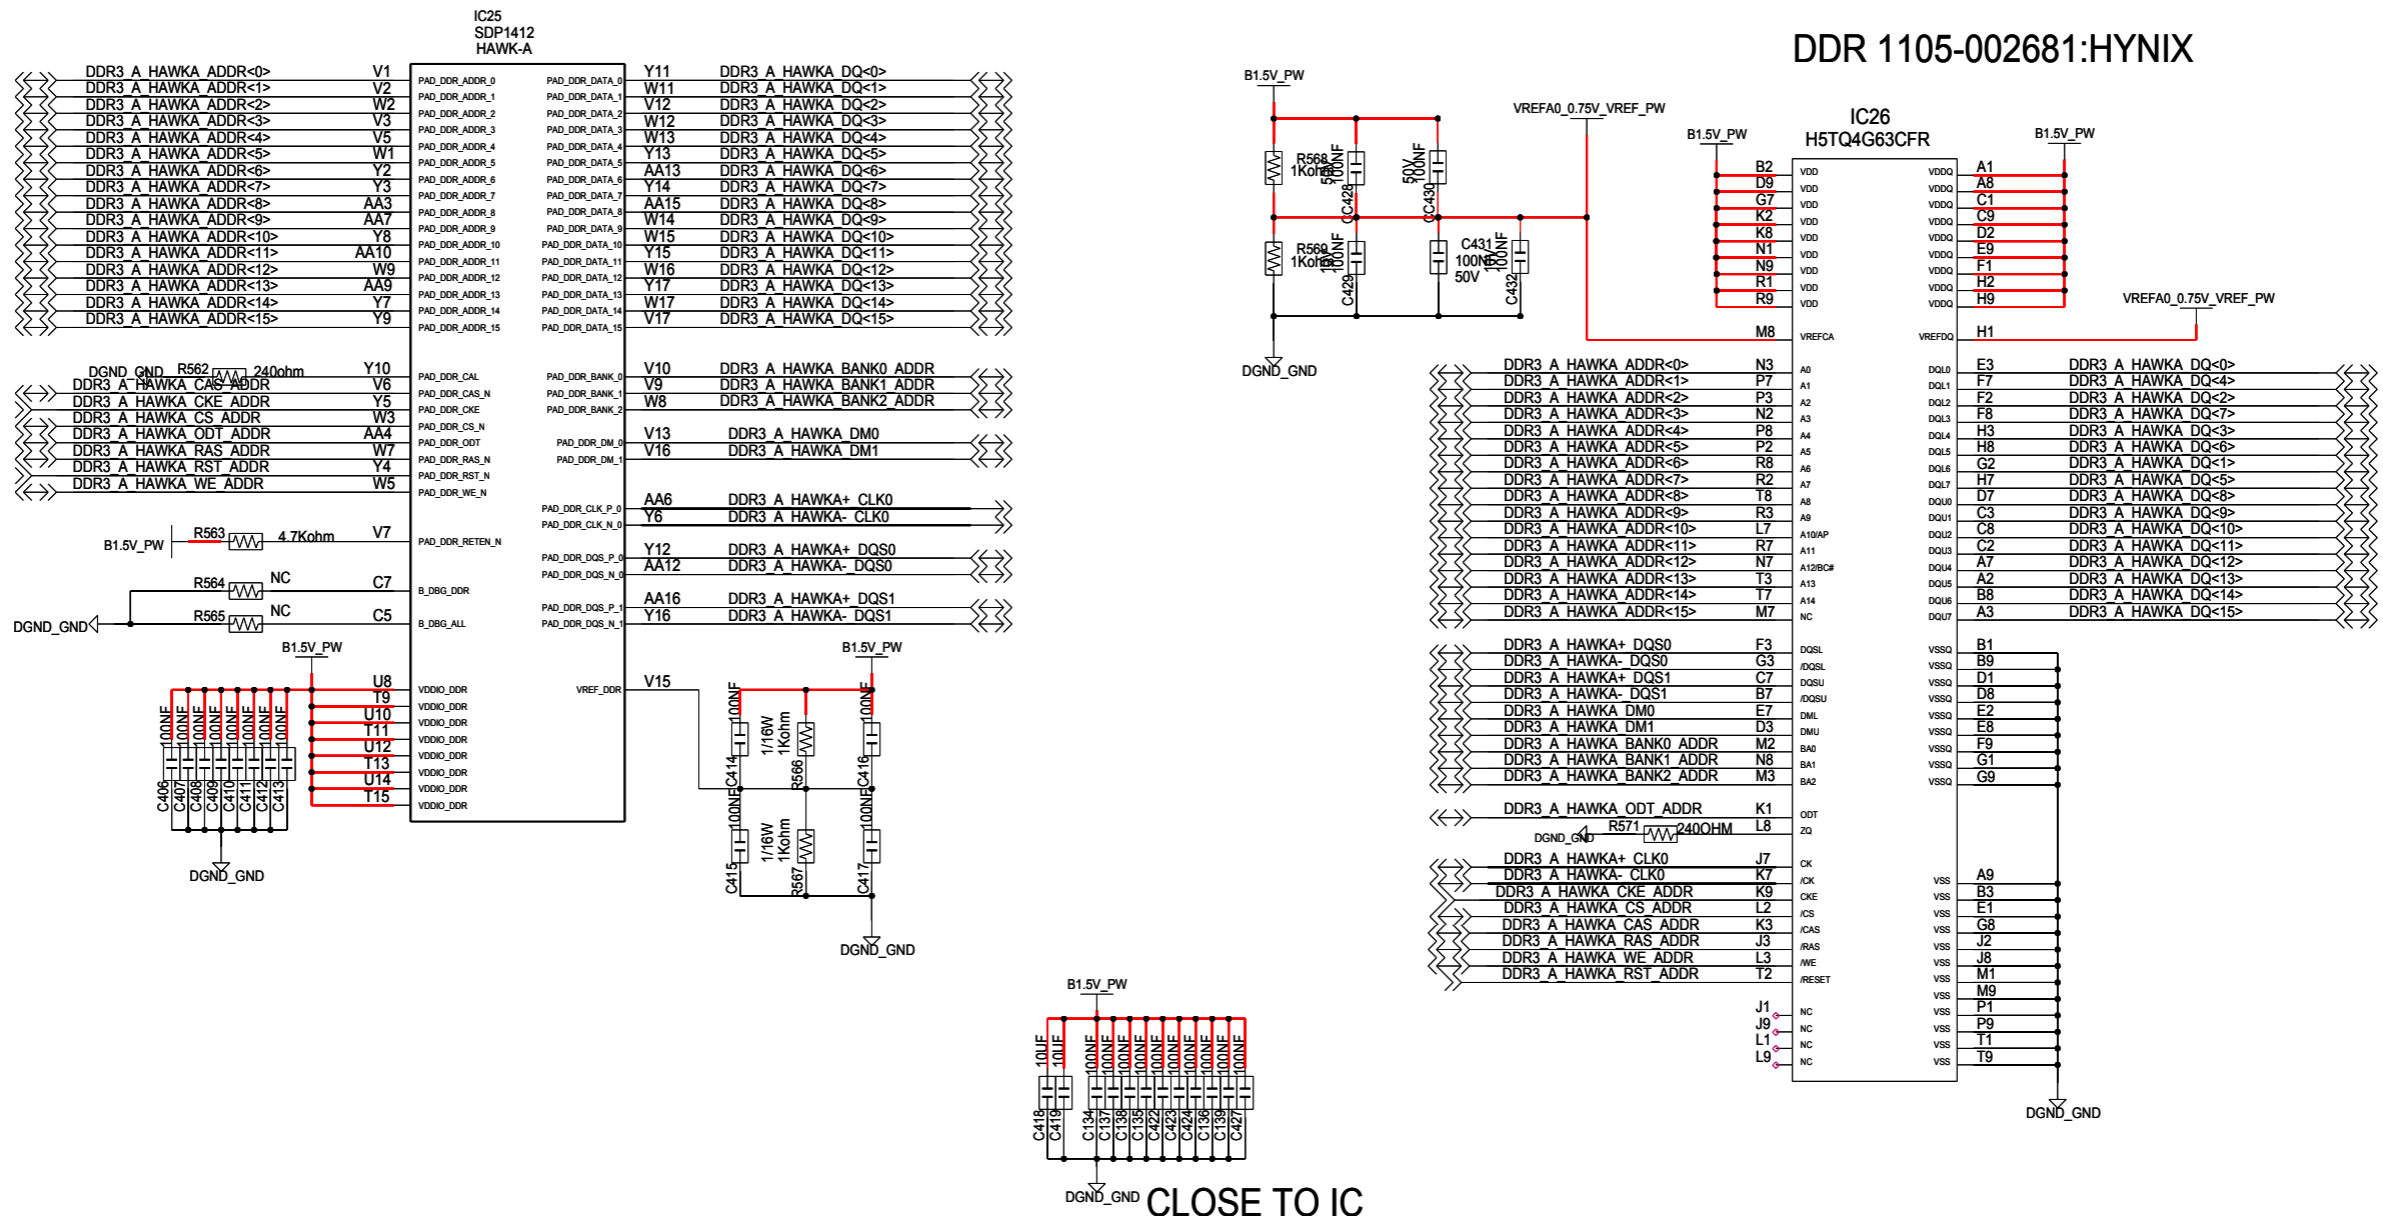 IC25
SDP1412
HAWK-A
DDR3_A_HAWKA_ADDR<0> V1 PAD_DDR_ADDR_0 PAD_DDR_DATA_0 Y11 DDR3_A_HAWKA_DQ<0>
DDR3_A_HAWKA_ADDR<1> V2 PAD_DDR_ADDR_1 PAD_DDR_DATA_1 W11 DDR3_A_HAWKA_DQ<1>
DDR3_A_HAWKA_ADDR<2> W2 PAD_DDR_ADDR_2 PAD_DDR_DATA_2 V12 DDR3_A_HAWKA_DQ<2>
DDR3_A_HAWKA_ADDR<3> V3 PAD_DDR_ADDR_3 PAD_DDR_DATA_3 W12 DDR3_A_HAWKA_DQ<3>
DDR3_A_HAWKA_ADDR<4> V5 PAD_DDR_ADDR_4 PAD_DDR_DATA_4 W13 DDR3_A_HAWKA_DQ<4>
DDR3_A_HAWKA_ADDR<5> W1 PAD_DDR_ADDR_5 PAD_DDR_DATA_5 Y13 DDR3_A_HAWKA_DQ<5>
DDR3_A_HAWKA_ADDR<6> Y2 PAD_DDR_ADDR_6 PAD_DDR_DATA_6 AA13 DDR3_A_HAWKA_DQ<6>
DDR3_A_HAWKA_ADDR<7> Y3 PAD_DDR_ADDR_7 PAD_DDR_DATA_7 Y14 DDR3_A_HAWKA_DQ<7>
DDR3_A_HAWKA_ADDR<8> AA3 PAD_DDR_ADDR_8 PAD_DDR_DATA_8 AA15 DDR3_A_HAWKA_DQ<8>
DDR3_A_HAWKA_ADDR<9> AA7 PAD_DDR_ADDR_9 PAD_DDR_DATA_9 W14 DDR3_A_HAWKA_DQ<9>
DDR3_A_HAWKA_ADDR<10> Y8 PAD_DDR_ADDR_10 PAD_DDR_DATA_10 W15 DDR3_A_HAWKA_DQ<10>
DDR3_A_HAWKA_ADDR<11> AA10 PAD_DDR_ADDR_11 PAD_DDR_DATA_11 Y15 DDR3_A_HAWKA_DQ<11>
DDR3_A_HAWKA_ADDR<12> W9 PAD_DDR_ADDR_12 PAD_DDR_DATA_12 W16 DDR3_A_HAWKA_DQ<12>
DDR3_A_HAWKA_ADDR<13> AA9 PAD_DDR_ADDR_13 PAD_DDR_DATA_13 Y17 DDR3_A_HAWKA_DQ<13>
DDR3_A_HAWKA_ADDR<14> Y7 PAD_DDR_ADDR_14 PAD_DDR_DATA_14 W17 DDR3_A_HAWKA_DQ<14>
DDR3_A_HAWKA_ADDR<15> Y9 PAD_DDR_ADDR_15 PAD_DDR_DATA_15 V17 DDR3_A_HAWKA_DQ<15>
DGND_GND R562 240ohm Y10 PAD_DDR_CAL PAD_DDR_BANK_0 V10 DDR3_A_HAWKA_BANK0_ADDR
DDR3_A_HAWKA_CAS_ADDR V6 PAD_DDR_CAS_N PAD_DDR_BANK_1 V9 DDR3_A_HAWKA_BANK1_ADDR
DDR3_A_HAWKA_CKE_ADDR Y5 PAD_DDR_CKE PAD_DDR_BANK_2 W8 DDR3_A_HAWKA_BANK2_ADDR
DDR3_A_HAWKA_CS_ADDR W3 PAD_DDR_CS_N
DDR3_A_HAWKA_ODT_ADDR AA4 PAD_DDR_ODT PAD_DDR_DM_0 V13 DDR3_A_HAWKA_DM0
DDR3_A_HAWKA_RAS_ADDR W7 PAD_DDR_RAS_N PAD_DDR_DM_1 V16 DDR3_A_HAWKA_DM1
DDR3_A_HAWKA_RST_ADDR Y4 PAD_DDR_RST_N
DDR3_A_HAWKA_WE_ADDR W5 PAD_DDR_WE_N
PAD_DDR_CLK_P_0 AA6 DDR3_A_HAWKA+_CLK0
PAD_DDR_CLK_N_0 Y6 DDR3_A_HAWKA-_CLK0
B1.5V_PW R563 4.7Kohm V7 PAD_DDR_RETEN_N
PAD_DDR_DQS_P_0 Y12 DDR3_A_HAWKA+_DQS0
PAD_DDR_DQS_N_0 AA12 DDR3_A_HAWKA-_DQS0
R564 NC C7 B_DBG_DDR
PAD_DDR_DQS_P_1 AA16 DDR3_A_HAWKA+_DQS1
DGND_GND R565 NC C5 B_DBG_ALL PAD_DDR_DQS_N_1 Y16 DDR3_A_HAWKA-_DQS1
B1.5V_PW
U8 VDDIO_DDR VREF_DDR V15
T9 VDDIO_DDR
U10 VDDIO_DDR
T11 VDDIO_DDR
U12 VDDIO_DDR
T13 VDDIO_DDR
U14 VDDIO_DDR
T15 VDDIO_DDR
100NF 100NF 100NF 100NF 100NF 100NF 100NF 100NF
C406 C407 C408 C409 C410 C411 C412 C413
DGND_GND
B1.5V_PW
100NF 1/16W 1Kohm 100NF
C414 R566 C416
100NF 1/16W 1Kohm 100NF
C415 R567 C417
DGND_GND
B1.5V_PW
10UF 10UF 100NF 100NF 100NF 100NF 100NF 100NF 100NF 100NF 100NF 100NF
C418 C419 C134 C137 C138 C135 C422 C423 C424 C136 C139 C427
DGND_GND
CLOSE TO IC
B1.5V_PW
VREFA0_0.75V_VREF_PW
R568 1Kohm 100NF CC428
50V 100NF CC430
R569 1Kohm 100NF C429
C431 100NF 50V
100NF C432
DGND_GND
DDR 1105-002681:HYNIX
IC26
H5TQ4G63CFR
B1.5V_PW B1.5V_PW
B2 VDD VDDQ A1
D9 VDD VDDQ A8
G7 VDD VDDQ C1
K2 VDD VDDQ C9
K8 VDD VDDQ D2
N1 VDD VDDQ E9
N9 VDD VDDQ F1
R1 VDD VDDQ H2
R9 VDD VDDQ H9
VREFA0_0.75V_VREF_PW
M8 VREFCA VREFDQ H1
DDR3_A_HAWKA_ADDR<0> N3 A0 DQL0 E3 DDR3_A_HAWKA_DQ<0>
DDR3_A_HAWKA_ADDR<1> P7 A1 DQL1 F7 DDR3_A_HAWKA_DQ<4>
DDR3_A_HAWKA_ADDR<2> P3 A2 DQL2 F2 DDR3_A_HAWKA_DQ<2>
DDR3_A_HAWKA_ADDR<3> N2 A3 DQL3 F8 DDR3_A_HAWKA_DQ<7>
DDR3_A_HAWKA_ADDR<4> P8 A4 DQL4 H3 DDR3_A_HAWKA_DQ<3>
DDR3_A_HAWKA_ADDR<5> P2 A5 DQL5 H8 DDR3_A_HAWKA_DQ<6>
DDR3_A_HAWKA_ADDR<6> R8 A6 DQL6 G2 DDR3_A_HAWKA_DQ<1>
DDR3_A_HAWKA_ADDR<7> R2 A7 DQL7 H7 DDR3_A_HAWKA_DQ<5>
DDR3_A_HAWKA_ADDR<8> T8 A8 DQU0 D7 DDR3_A_HAWKA_DQ<8>
DDR3_A_HAWKA_ADDR<9> R3 A9 DQU1 C3 DDR3_A_HAWKA_DQ<9>
DDR3_A_HAWKA_ADDR<10> L7 A10/AP DQU2 C8 DDR3_A_HAWKA_DQ<10>
DDR3_A_HAWKA_ADDR<11> R7 A11 DQU3 C2 DDR3_A_HAWKA_DQ<11>
DDR3_A_HAWKA_ADDR<12> N7 A12/BC# DQU4 A7 DDR3_A_HAWKA_DQ<12>
DDR3_A_HAWKA_ADDR<13> T3 A13 DQU5 A2 DDR3_A_HAWKA_DQ<13>
DDR3_A_HAWKA_ADDR<14> T7 A14 DQU6 B8 DDR3_A_HAWKA_DQ<14>
DDR3_A_HAWKA_ADDR<15> M7 NC DQU7 A3 DDR3_A_HAWKA_DQ<15>
DDR3_A_HAWKA+_DQS0 F3 DQSL VSSQ B1
DDR3_A_HAWKA-_DQS0 G3 /DQSL VSSQ B9
DDR3_A_HAWKA+_DQS1 C7 DQSU VSSQ D1
DDR3_A_HAWKA-_DQS1 B7 /DQSU VSSQ D8
DDR3_A_HAWKA_DM0 E7 DML VSSQ E2
DDR3_A_HAWKA_DM1 D3 DMU VSSQ E8
DDR3_A_HAWKA_BANK0_ADDR M2 BA0 VSSQ F9
DDR3_A_HAWKA_BANK1_ADDR N8 BA1 VSSQ G1
DDR3_A_HAWKA_BANK2_ADDR M3 BA2 VSSQ G9
DDR3_A_HAWKA_ODT_ADDR K1 ODT
DGND_GND R571 240OHM L8 ZQ
DDR3_A_HAWKA+_CLK0 J7 CK
DDR3_A_HAWKA-_CLK0 K7 /CK VSS A9
DDR3_A_HAWKA_CKE_ADDR K9 CKE VSS B3
DDR3_A_HAWKA_CS_ADDR L2 /CS VSS E1
DDR3_A_HAWKA_CAS_ADDR K3 /CAS VSS G8
DDR3_A_HAWKA_RAS_ADDR J3 /RAS VSS J2
DDR3_A_HAWKA_WE_ADDR L3 /WE VSS J8
DDR3_A_HAWKA_RST_ADDR T2 /RESET VSS M1
VSS M9
J1 NC VSS P1
J9 NC VSS P9
L1 NC VSS T1
L9 NC VSS T9
DGND_GND